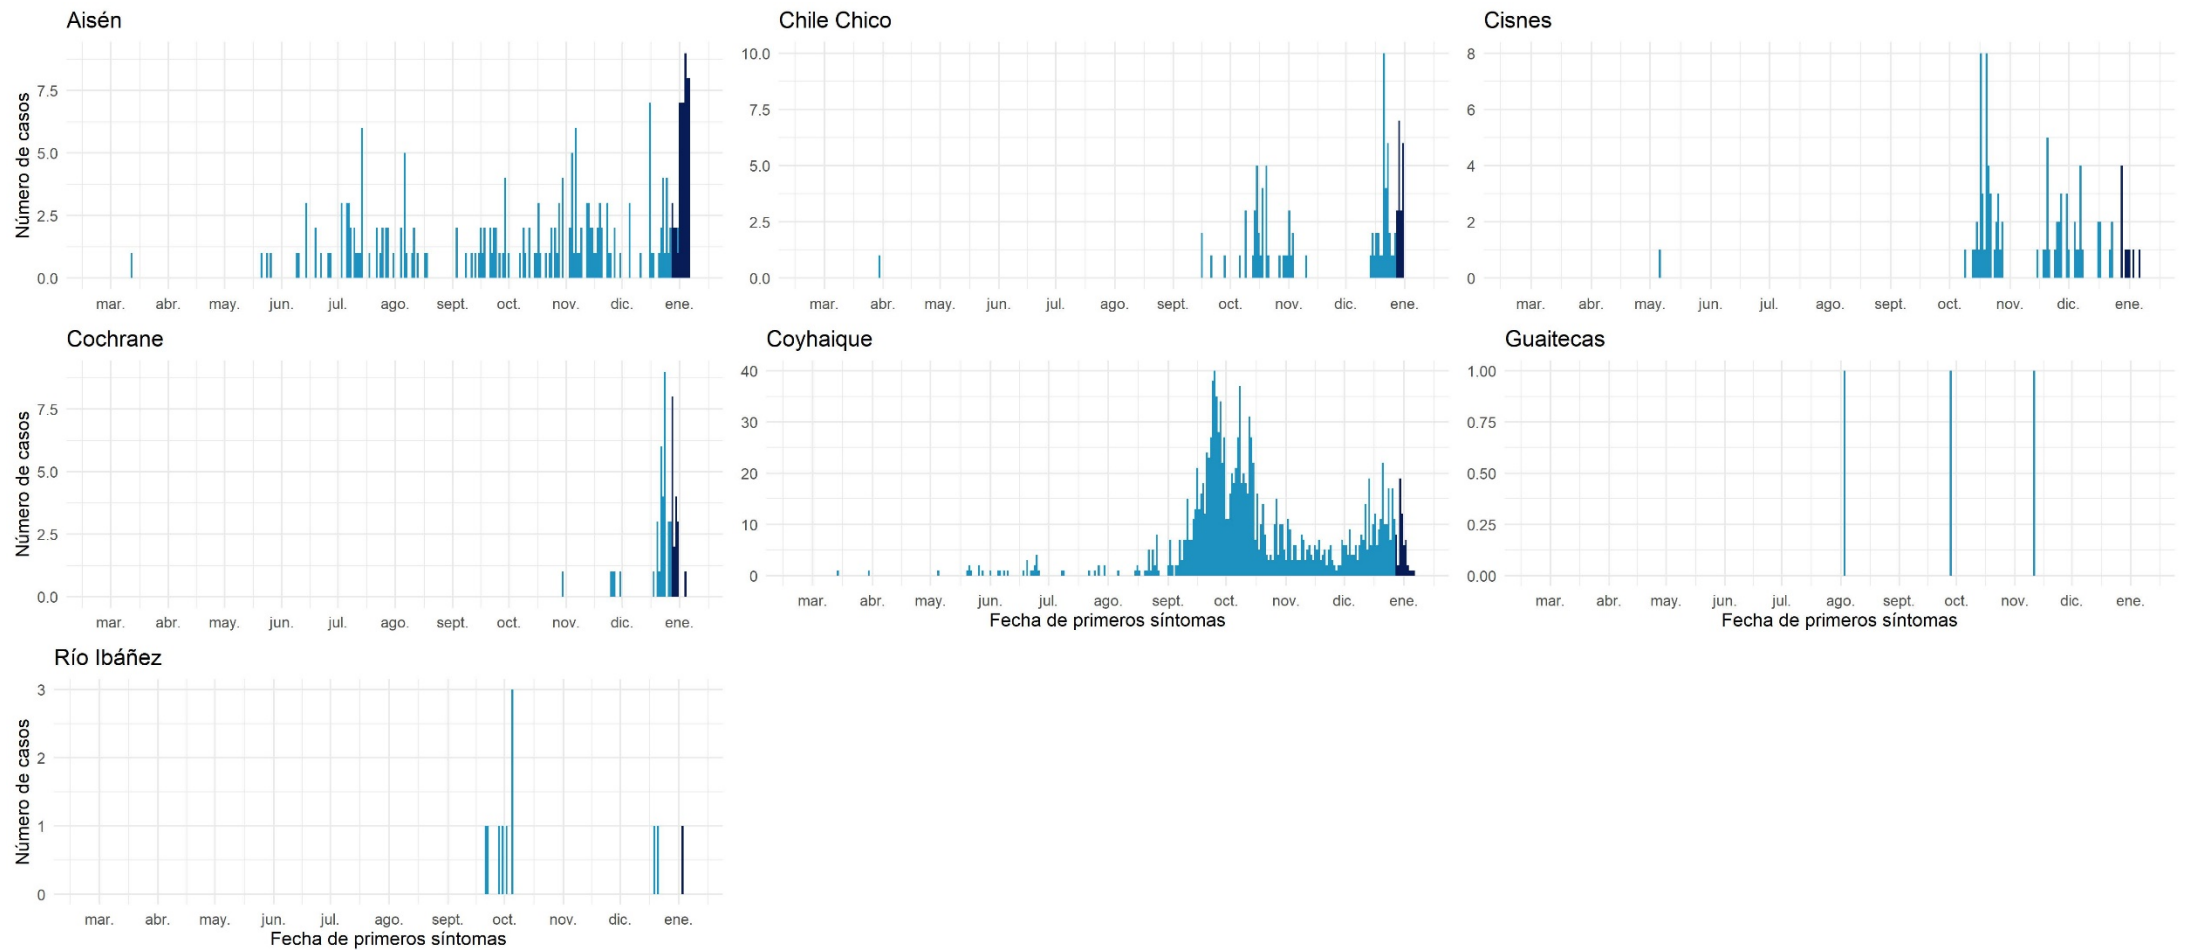 Aisén
Número de casos
7.5
5.0
2.5
0.0
mar. abr. may. jun. jul. ago. sept. oct. nov. dic. ene.
Chile Chico
10.0
7.5
5.0
2.5
0.0
mar. abr. may. jun. jul. ago. sept. oct. nov. dic. ene.
Cisnes
8
6
4
2
0
mar. abr. may. jun. jul. ago. sept. oct. nov. dic. ene.
Cochrane
Número de casos
7.5
5.0
2.5
0.0
mar. abr. may. jun. jul. ago. sept. oct. nov. dic. ene.
Coyhaique
40
30
20
10
0
mar. abr. may. jun. jul. ago. sept. oct. nov. dic. ene.
Fecha de primeros síntomas
Guaitecas
1.00
0.75
0.50
0.25
0.00
mar. abr. may. jun. jul. ago. sept. oct. nov. dic. ene.
Fecha de primeros síntomas
Río Ibáñez
Número de casos
3
2
1
0
mar. abr. may. jun. jul. ago. sept. oct. nov. dic. ene.
Fecha de primeros síntomas